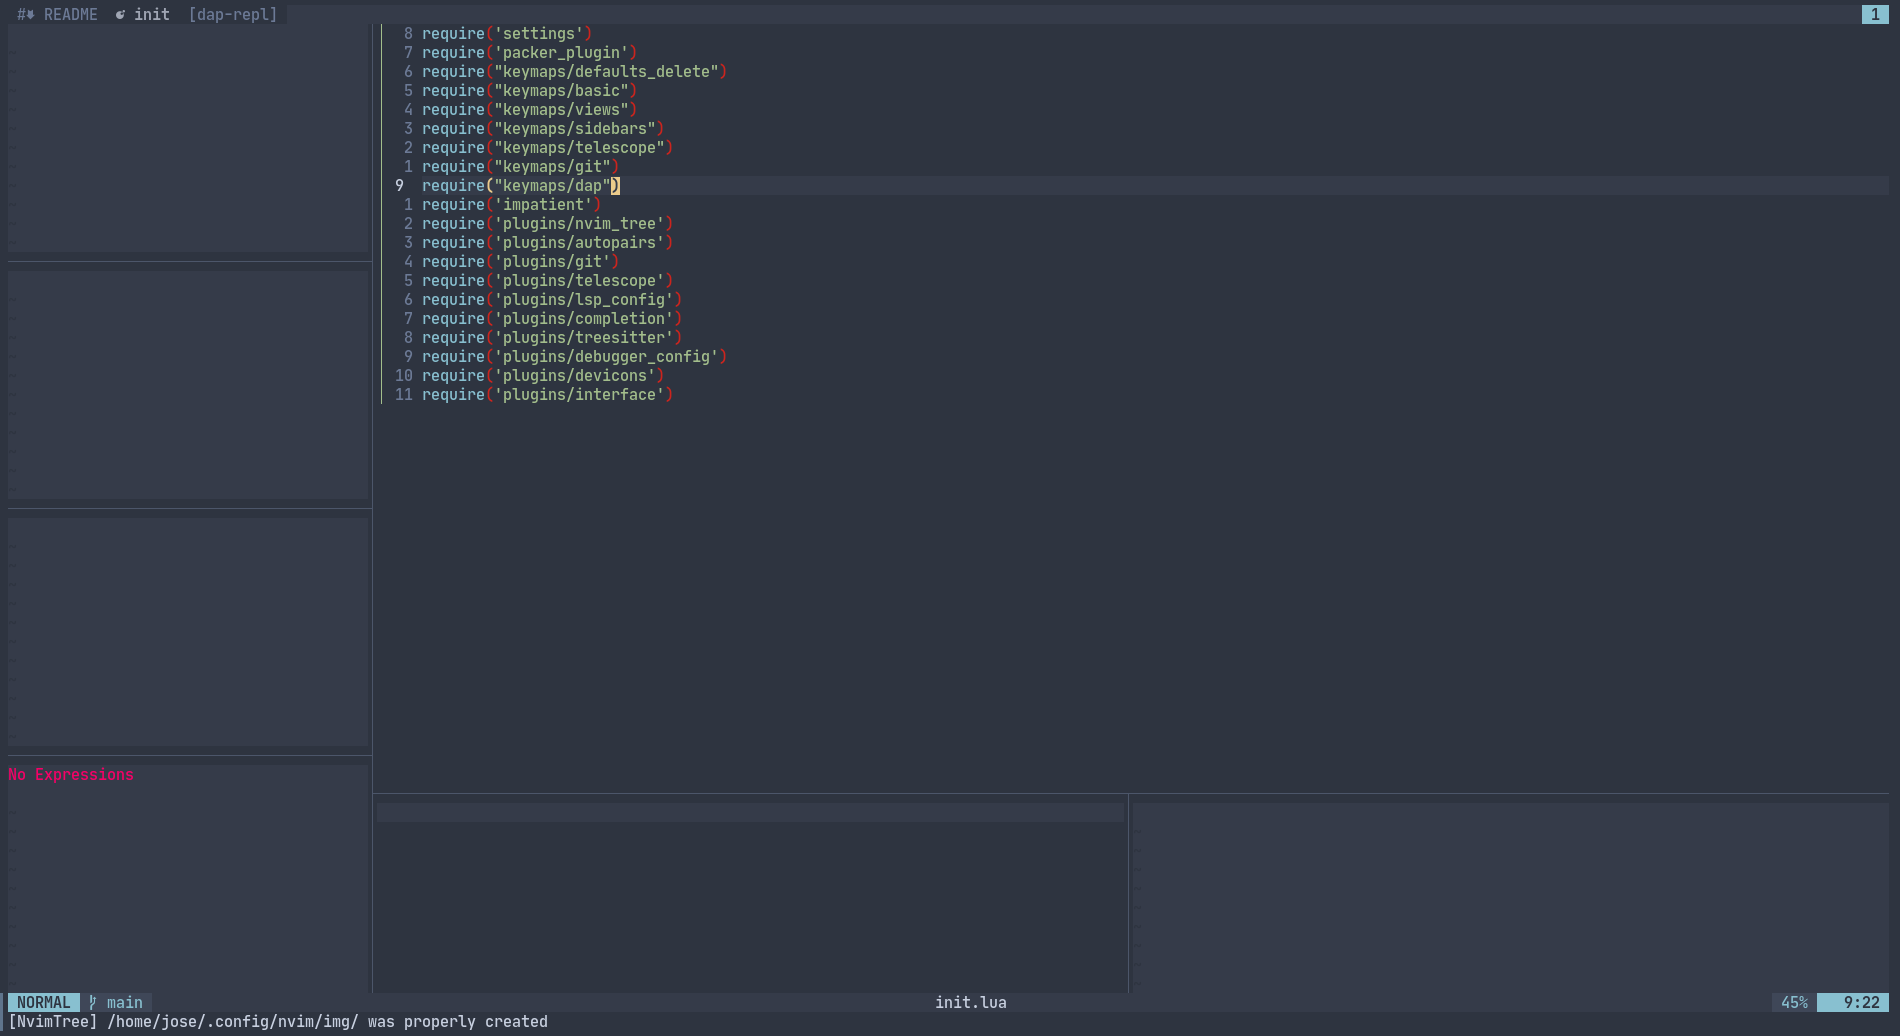 #README init [dap-repl] 1
8 require('settings')
7 require('packer_plugin')
6 require("keymaps/defaults_delete")
5 require("keymaps/basic")
4 require("keymaps/views")
3 require("keymaps/sidebars")
2 require("keymaps/telescope")
1 require("keymaps/git")
9 require("keymaps/dap")
1 require('impatient')
2 require('plugins/nvim_tree')
3 require('plugins/autopairs')
4 require('plugins/git')
5 require('plugins/telescope')
6 require('plugins/lsp_config')
7 require('plugins/completion')
8 require('plugins/treesitter')
9 require('plugins/debugger_config')
10 require('plugins/devicons')
11 require('plugins/interface')
No Expressions
NORMAL main init.lua 45% 9:22
[NvimTree] /home/jose/.config/nvim/img/ was properly created